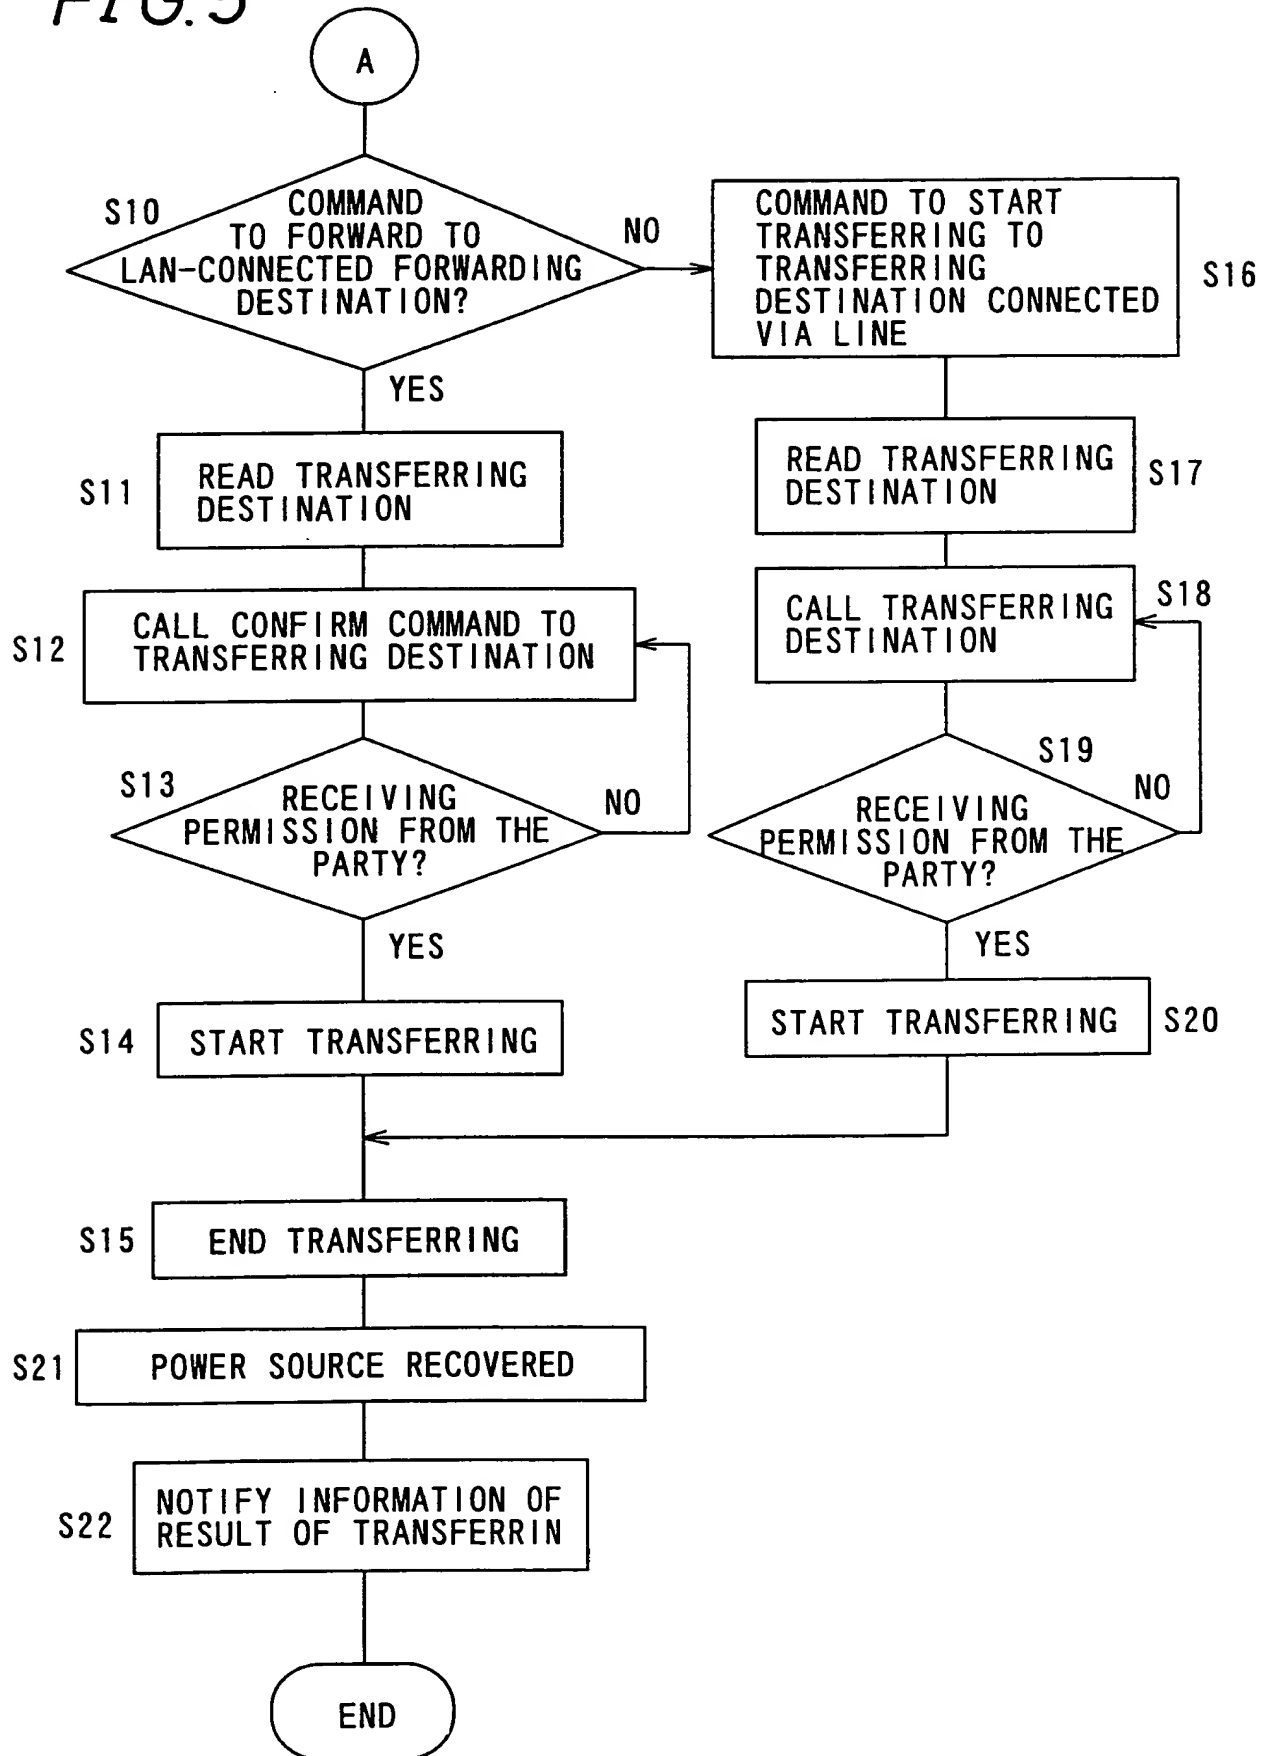 FIG. 5
A
S10
COMMAND
TO FORWARD TO
LAN-CONNECTED FORWARDING
DESTINATION?
NO
YES
COMMAND TO START
TRANSFERRING TO
TRANSFERRING
DESTINATION CONNECTED
VIA LINE
S16
S11
READ TRANSFERRING
DESTINATION
READ TRANSFERRING
DESTINATION
S17
S12
CALL CONFIRM COMMAND TO
TRANSFERRING DESTINATION
CALL TRANSFERRING
DESTINATION
S18
S13
RECEIVING
PERMISSION FROM THE
PARTY?
NO
YES
S19
RECEIVING
PERMISSION FROM THE
PARTY?
NO
YES
S14
START TRANSFERRING
START TRANSFERRING
S20
S15
END TRANSFERRING
S21
POWER SOURCE RECOVERED
S22
NOTIFY INFORMATION OF
RESULT OF TRANSFERRIN
END